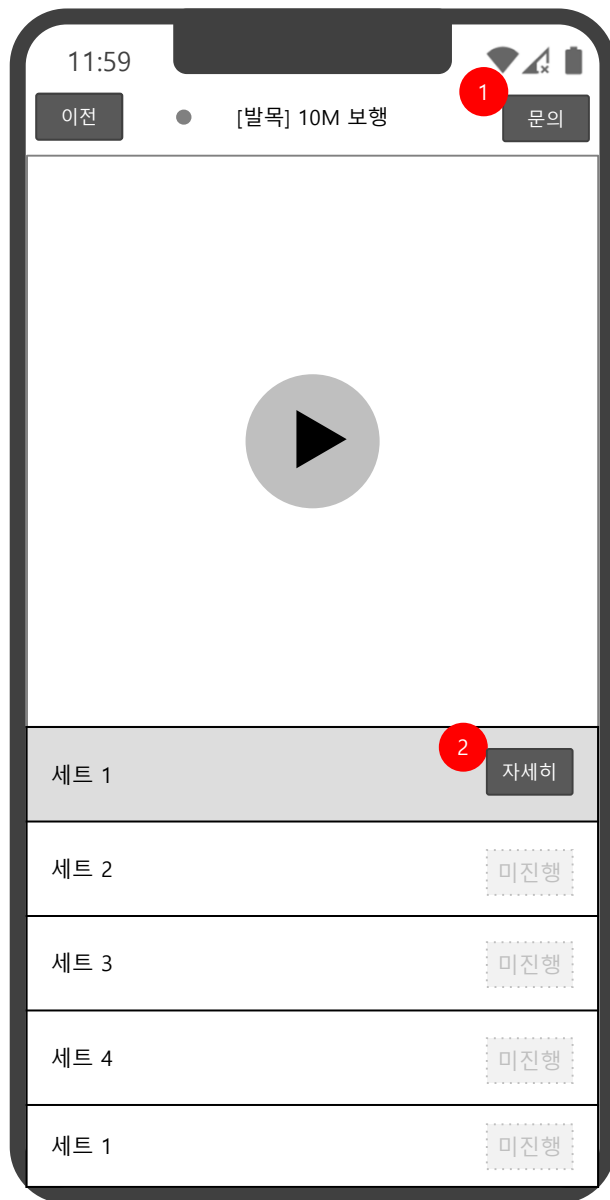 11:59
이전
[발목] 10M 보행
1
문의
세트 1
2
자세히
세트 2
미진행
세트 3
미진행
세트 4
미진행
세트 1
미진행